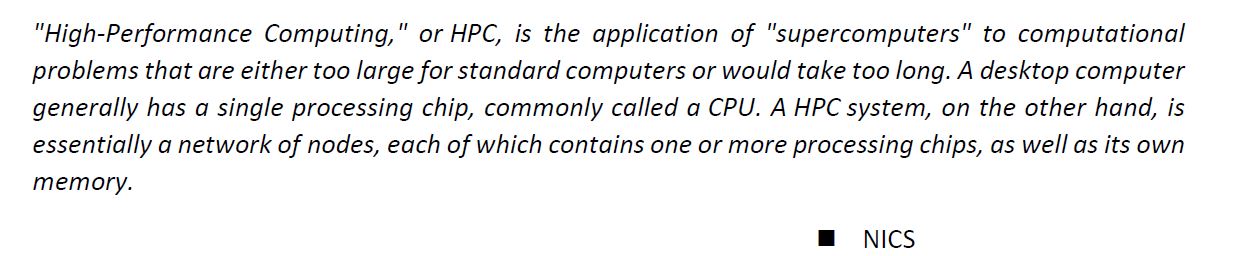 "High-Performance Computing," or HPC, is the application of "supercomputers" to computational
problems that are either too large for standard computers or would take too long. A desktop computer
generally has a single processing chip, commonly called a CPU. A HPC system, on the other hand, is
essentially a network of nodes, each of which contains one or more processing chips, as well as its own
memory.
■ NICS